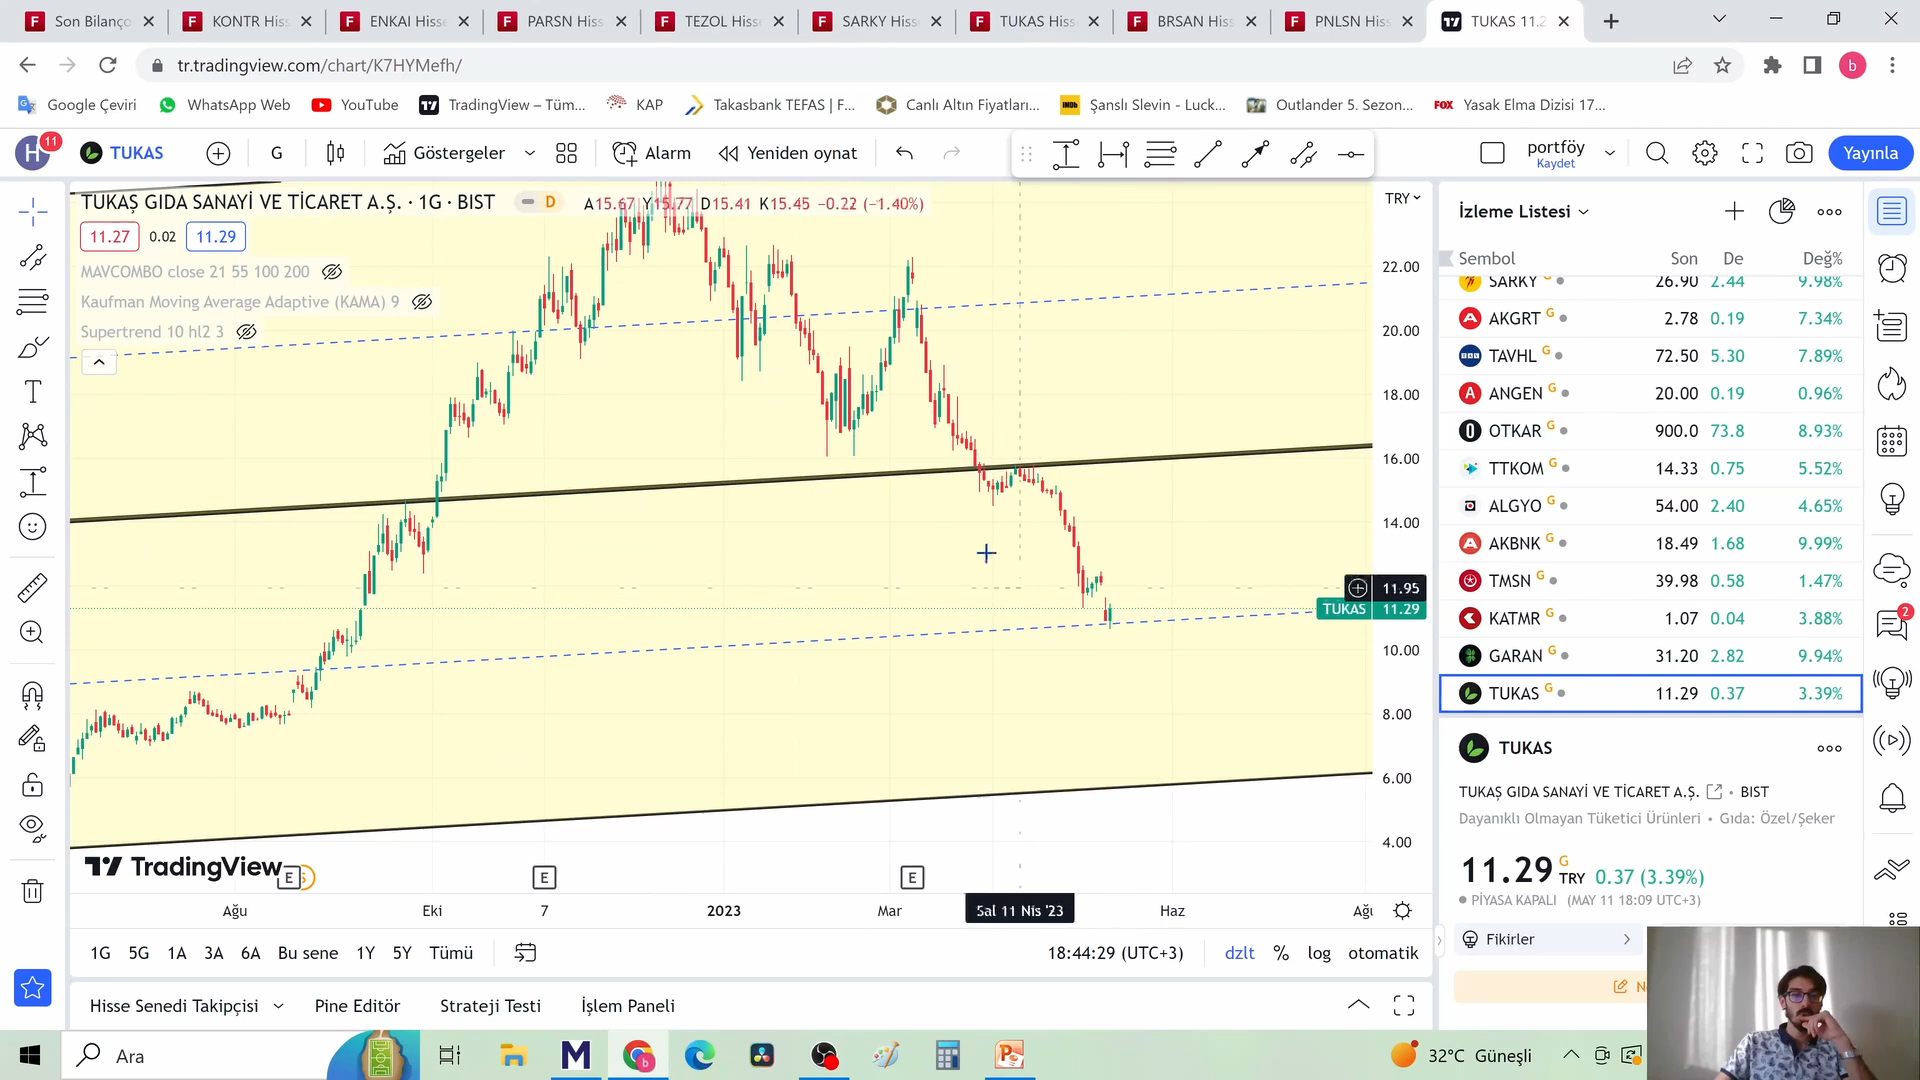 Son Bilanço
KONTR His
ENKAI Hisse
PARSN Hiss
TEZOL Hisse
SARKY Hisse
TUKAS Hiss
BRSAN Hiss
PNLSN His
TUKAS 11.2
tr.tradingview.com/chart/K7HYMefh/
b
Google Çeviri
WhatsApp Web
YouTube
TradingView – Tüm...
KAP
Takasbank TEFAS | F...
Canlı Altın Fiyatları...
IMDb
Şanslı Slevin - Luck...
Outlander 5. Sezon...
FOX
Yasak Elma Dizisi 17...
H
11
TUKAS
G
Göstergeler
Alarm
Yeniden oynat
portföy
Kaydet
Yayınla
TUKAŞ GIDA SANAYİ VE TİCARET A.Ş. · 1G · BIST
D
A15.67 Y15.77 D15.41 K15.45 −0.22 (−1.40%)
11.27
0.02
11.29
MAVCOMBO close 21 55 100 200
Kaufman Moving Average Adaptive (KAMA) 9
Supertrend 10 hl2 3
TRY
22.00
20.00
18.00
16.00
14.00
11.95
TUKAS 11.29
10.00
8.00
6.00
4.00
TradingView
E
E
E
Ağu
Eki
7
2023
Mar
Sal 11 Nis '23
Haz
Ağu
1G
5G
1A
3A
6A
Bu sene
1Y
5Y
Tümü
18:44:29 (UTC+3)
dzlt
%
log
otomatik
Hisse Senedi Takipçisi
Pine Editör
Strateji Testi
İşlem Paneli
İzleme Listesi
Sembol Son De Değ%
SARKY G 26.90 2.44 9.98%
AKGRT G 2.78 0.19 7.34%
TAVHL G 72.50 5.30 7.89%
ANGEN G 20.00 0.19 0.96%
OTKAR G 900.0 73.8 8.93%
TTKOM G 14.33 0.75 5.52%
ALGYO G 54.00 2.40 4.65%
AKBNK G 18.49 1.68 9.99%
TMSN G 39.98 0.58 1.47%
KATMR G 1.07 0.04 3.88%
GARAN G 31.20 2.82 9.94%
TUKAS G 11.29 0.37 3.39%
TUKAS
TUKAŞ GIDA SANAYİ VE TİCARET A.Ş. • BIST
Dayanıklı Olmayan Tüketici Ürünleri • Gıda: Özel/Şeker
11.29 G TRY 0.37 (3.39%)
PİYASA KAPALI (MAY 11 18:09 UTC+3)
Fikirler
2
Ara
32°C Güneşli